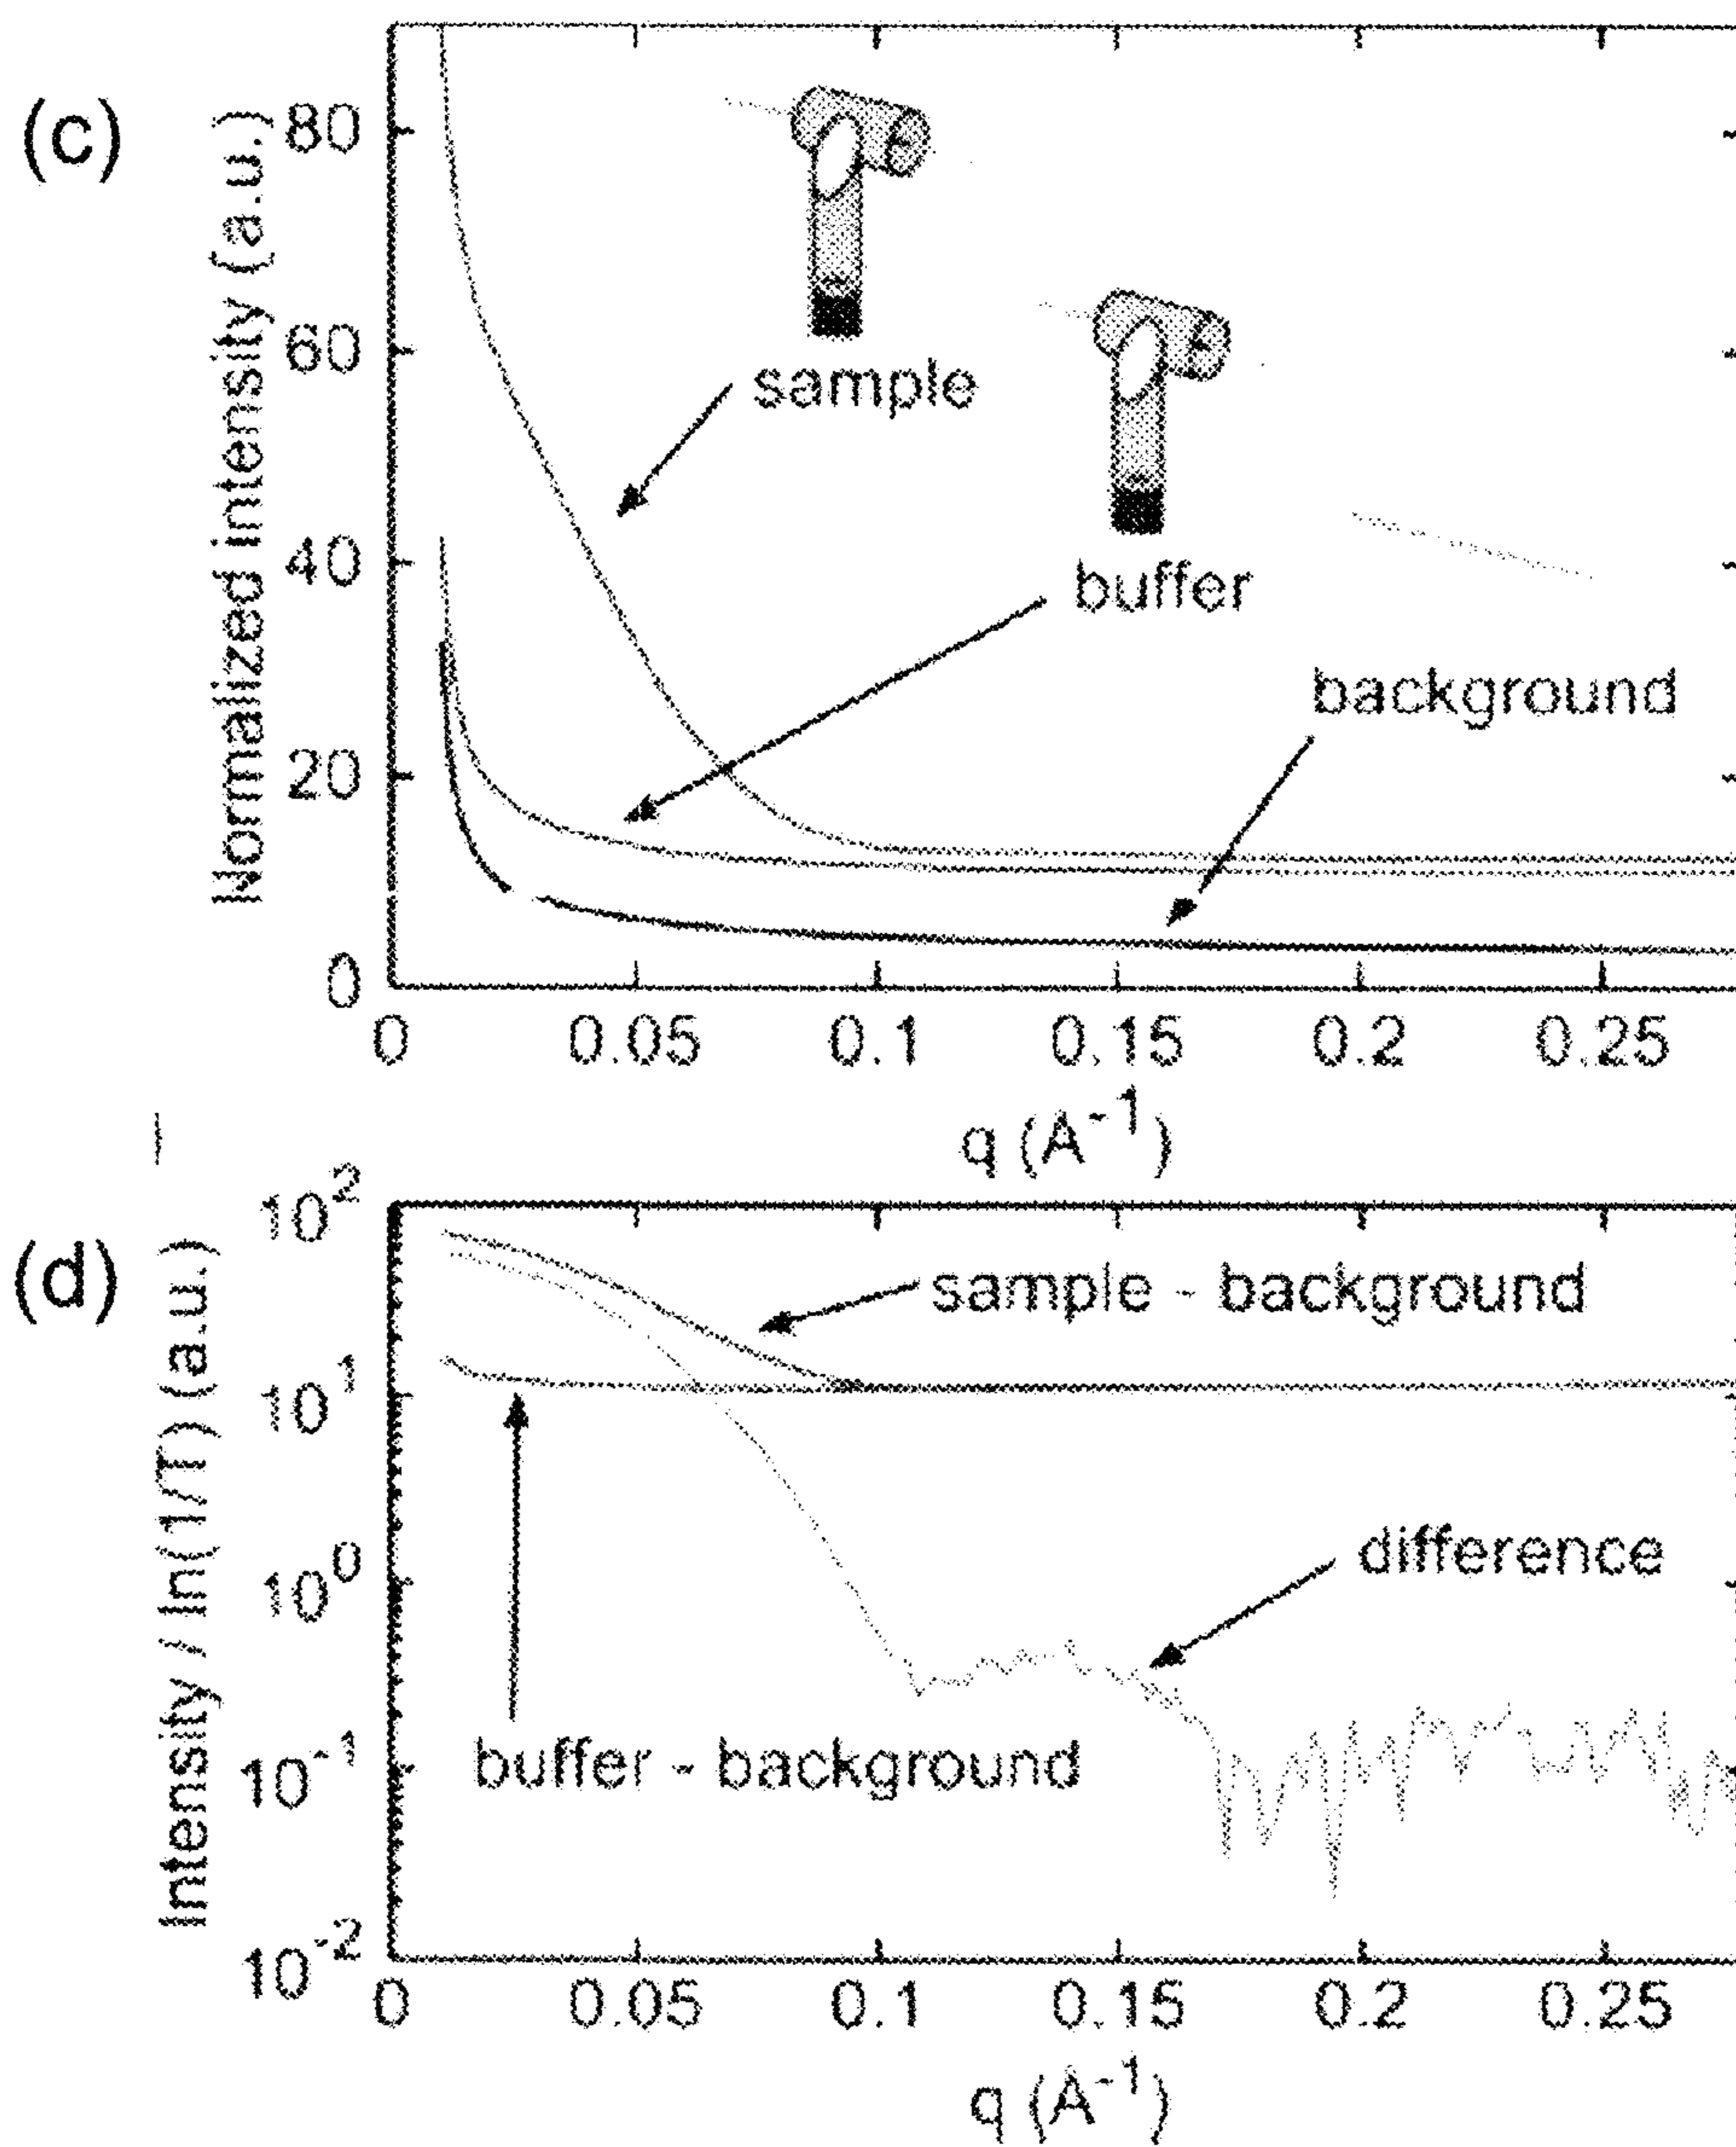 (c)
Normalized intensity (a.u.)
80
60
40
20
0
sample
buffer
background
0 0.05 0.1 0.15 0.2 0.25
q (A^-1)
(d)
Intensity / ln(1/T) (a.u.)
10^2
10^1
10^0
10^-1
10^-2
sample - background
difference
buffer - background
0 0.05 0.1 0.15 0.2 0.25
q (A^-1)